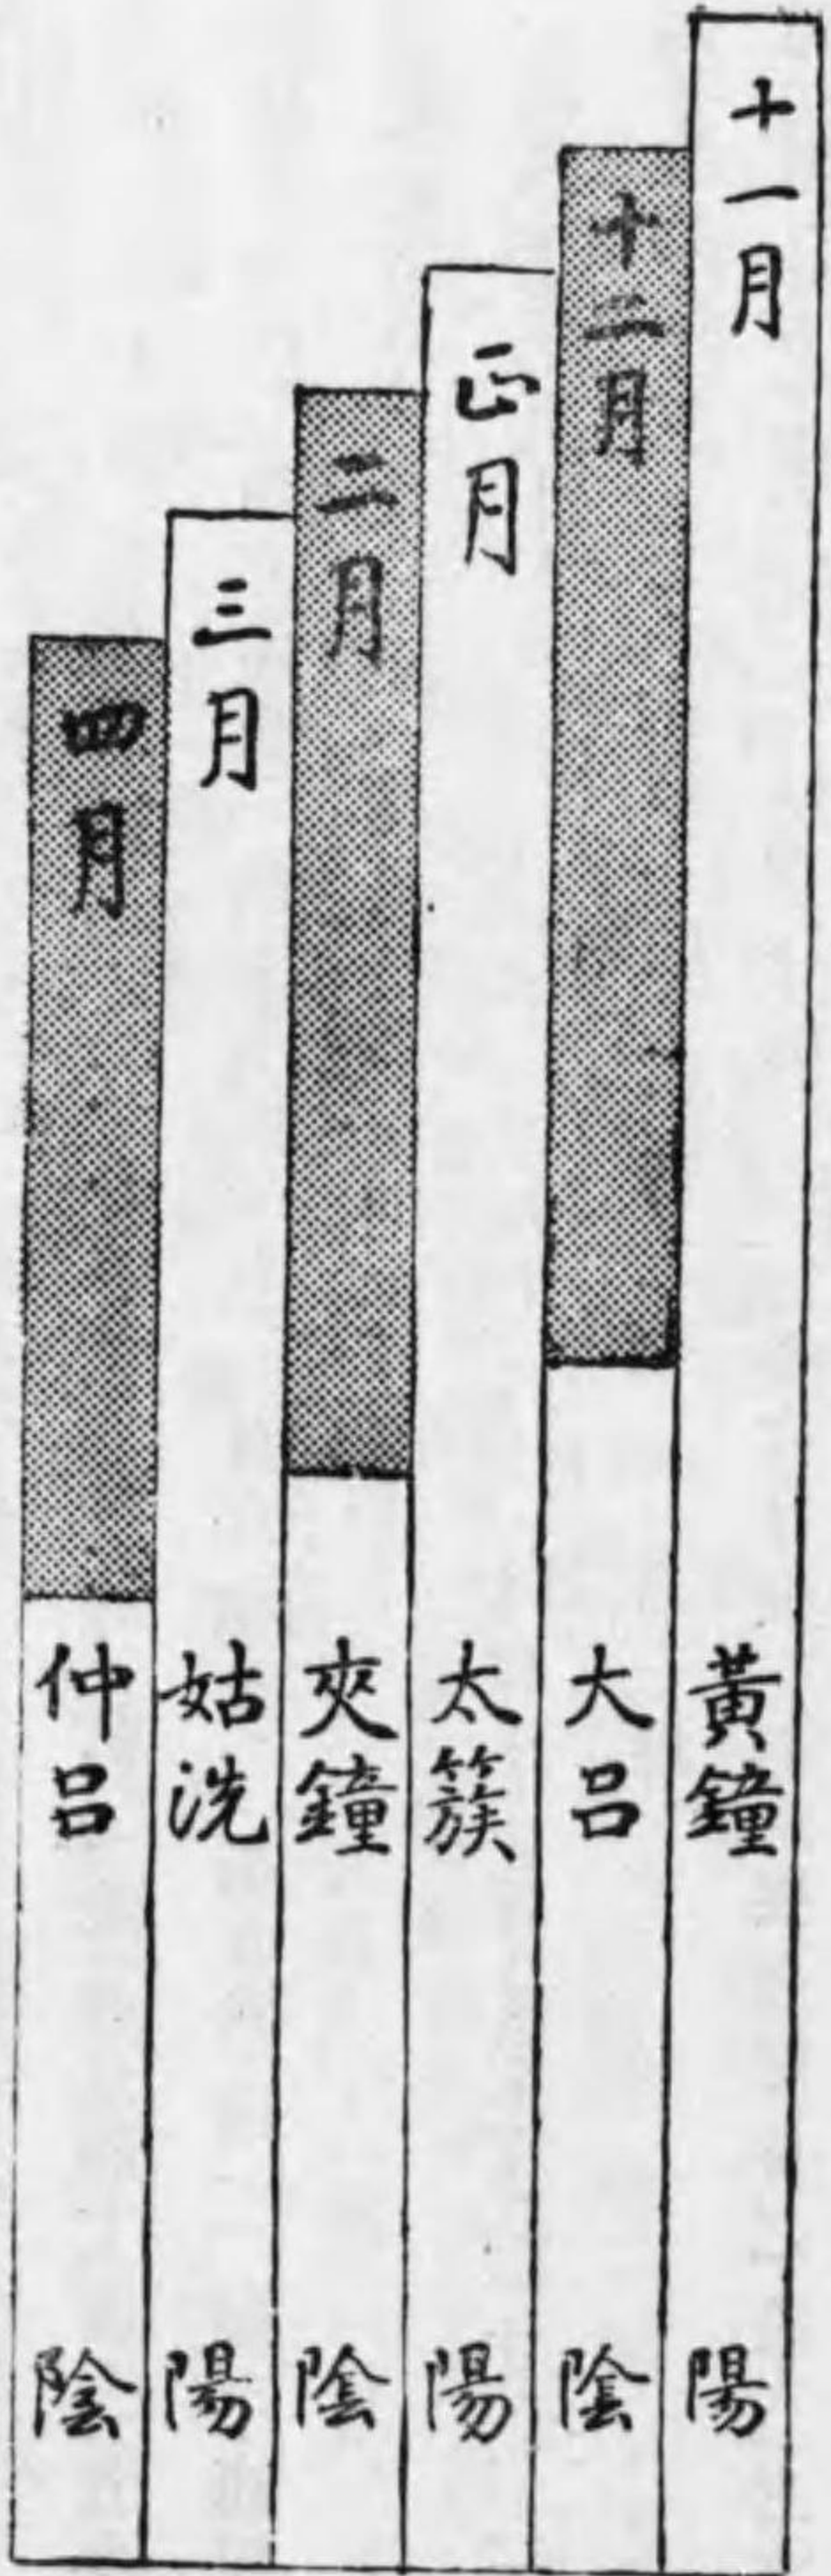 十一月 黃鐘 陽
十二月 大呂 陰
正月 太簇 陽
二月 夾鐘 陰
三月 姑洗 陽
四月 仲呂 陰